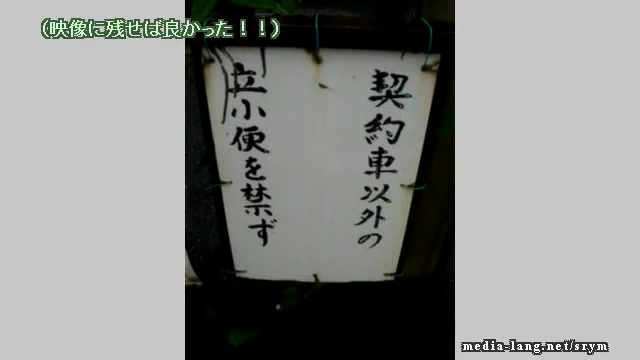 （映像に残せば良かった！！）
契約車以外の
立小便を禁ず
media-lang.net/srym